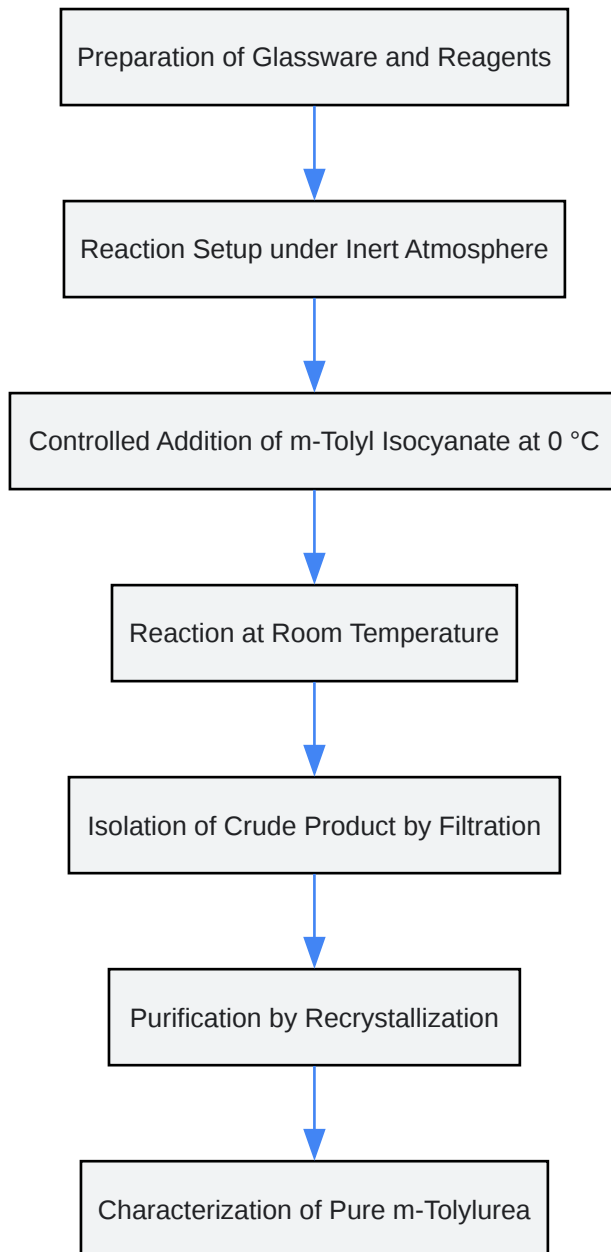 Preparation of Glassware and Reagents
Reaction Setup under Inert Atmosphere
Controlled Addition of m-Tolyl Isocyanate at 0 °C
Reaction at Room Temperature
Isolation of Crude Product by Filtration
Purification by Recrystallization
Characterization of Pure m-Tolylurea